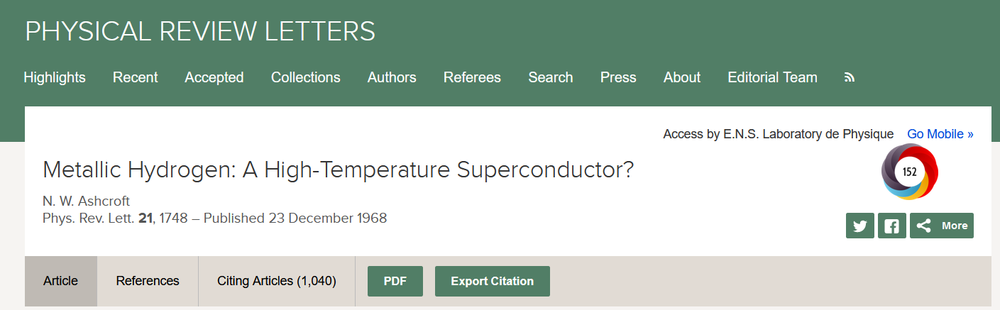 PHYSICAL REVIEW LETTERS
Highlights Recent Accepted Collections Authors Referees Search Press About Editorial Team
Access by E.N.S. Laboratory de Physique Go Mobile »
Metallic Hydrogen: A High-Temperature Superconductor?
152
N. W. Ashcroft
Phys. Rev. Lett. 21, 1748 – Published 23 December 1968
More
Article References Citing Articles (1,040) PDF Export Citation